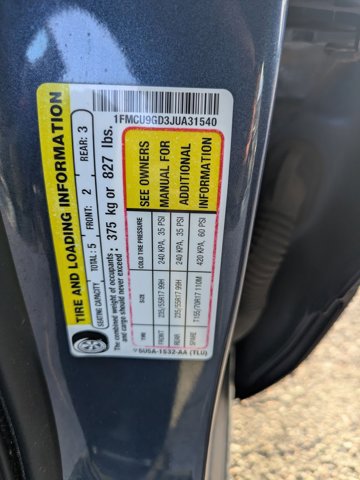 1FMCU9GD3JUA31540
TIRE AND LOADING INFORMATION
SEATING CAPACITY TOTAL : 5 FRONT: 2 REAR: 3
The combined weight of occupants : 375 kg or 827 lbs.
and cargo should never exceed :
TIRE SIZE COLD TIRE PRESSURE
FRONT 235/55R17 99H 240 KPA, 35 PSI
REAR 235/55R17 99H 240 KPA, 35 PSI
SPARE T155/70R17 110M 420 KPA, 60 PSI
SEE OWNERS
MANUAL FOR
ADDITIONAL
INFORMATION
5U5A-1532-AA (TLU)